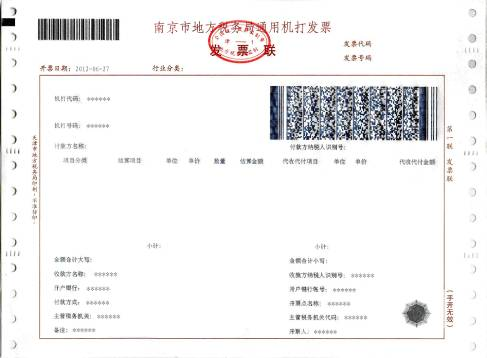 南京市地方税务局通用机打发票
发票联
发票代码
发票号码
开票日期：2012-06-27 行业分类：
机打代码：******
机打号码：******
付款方名称： 付款方纳税人识别号：
项目分类 结算项目 单位 单价 数量 结算金额 代收代付项目 单位 单价 代收代付金额
小计： 小计：
金额合计大写： 金额合计小写：
收款方名称：****** 收款方纳税人识别号：******
开户银行：****** 开户银行账号：******
付款方式：****** 开票点名称：******
主管税务机关：****** 主管税务机关代码：******
备注：****** 开票人：******
第一联 发票联
（手开无效）